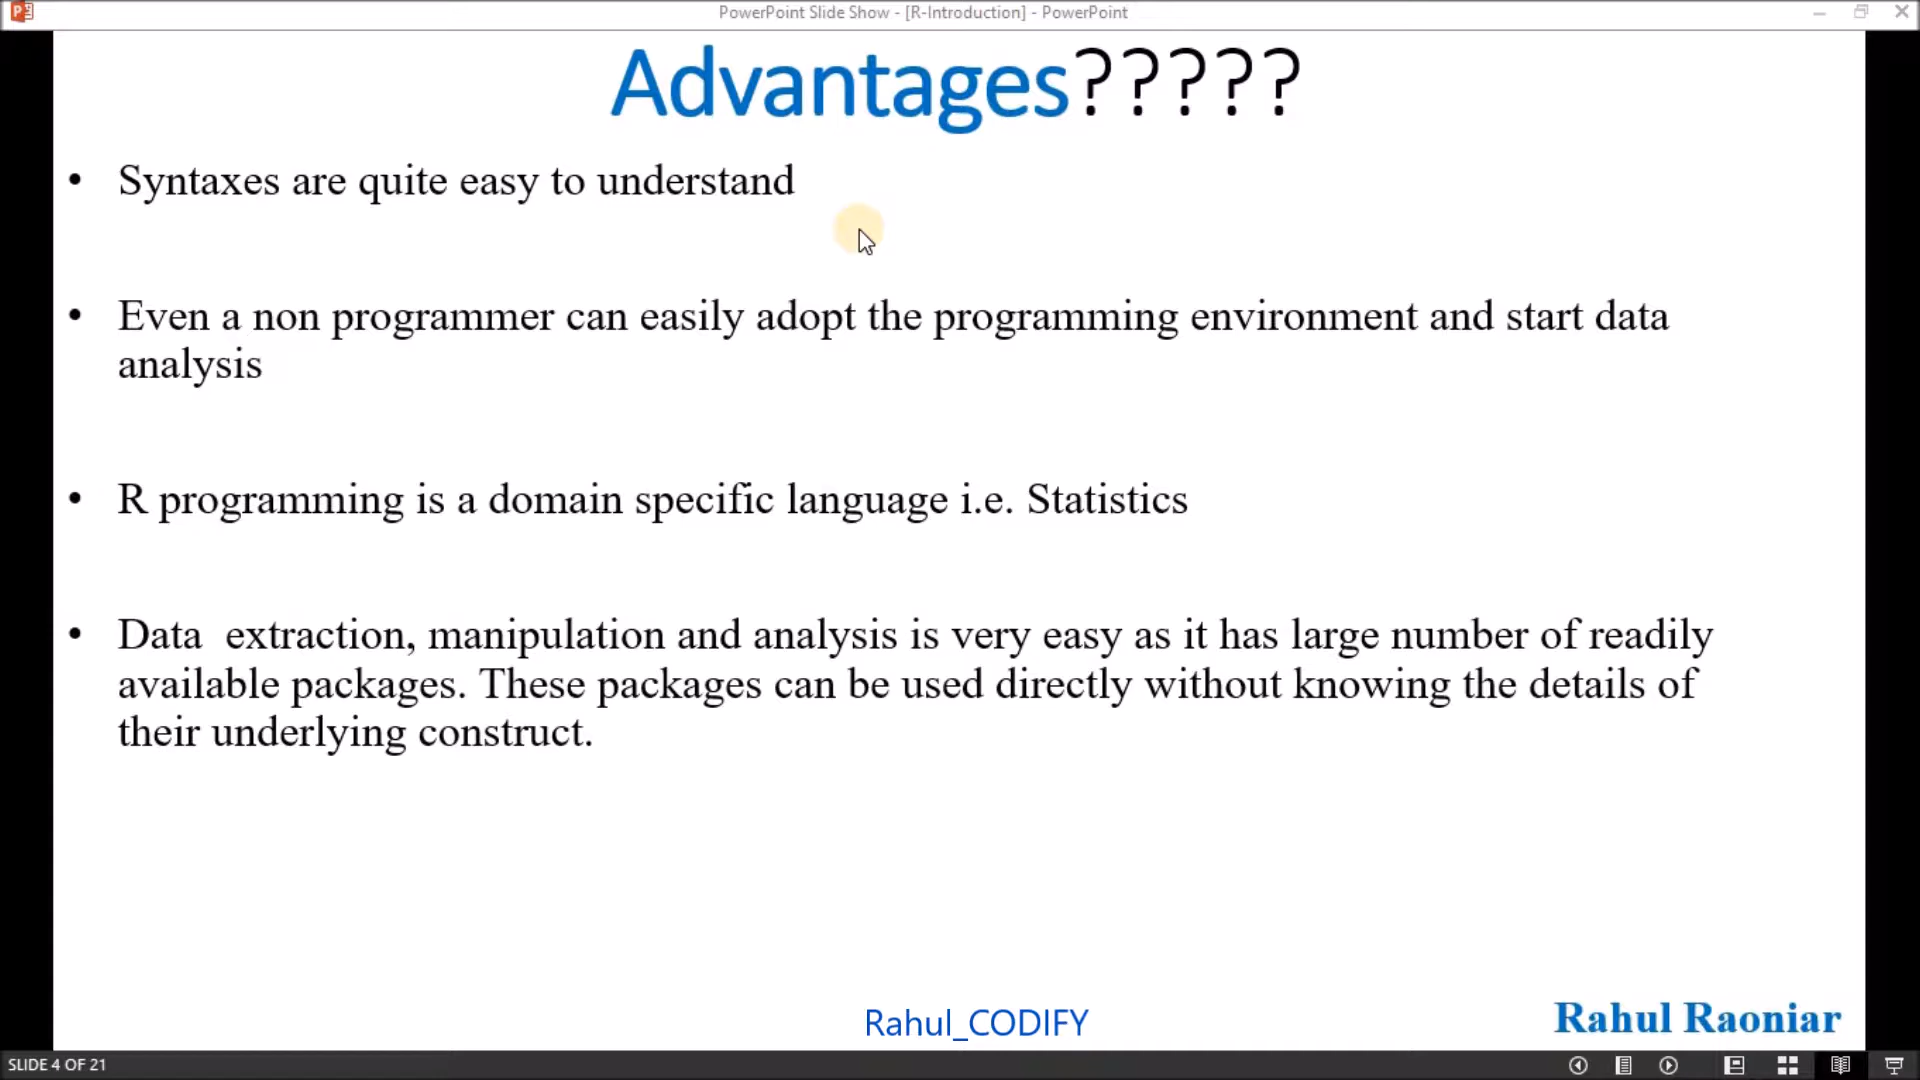 PowerPoint Slide Show - [R-Introduction] - PowerPoint
Advantages?????
• Syntaxes are quite easy to understand
• Even a non programmer can easily adopt the programming environment and start data
analysis
• R programming is a domain specific language i.e. Statistics
• Data  extraction, manipulation and analysis is very easy as it has large number of readily
available packages. These packages can be used directly without knowing the details of
their underlying construct.
Rahul_CODIFY
Rahul Raoniar
SLIDE 4 OF 21